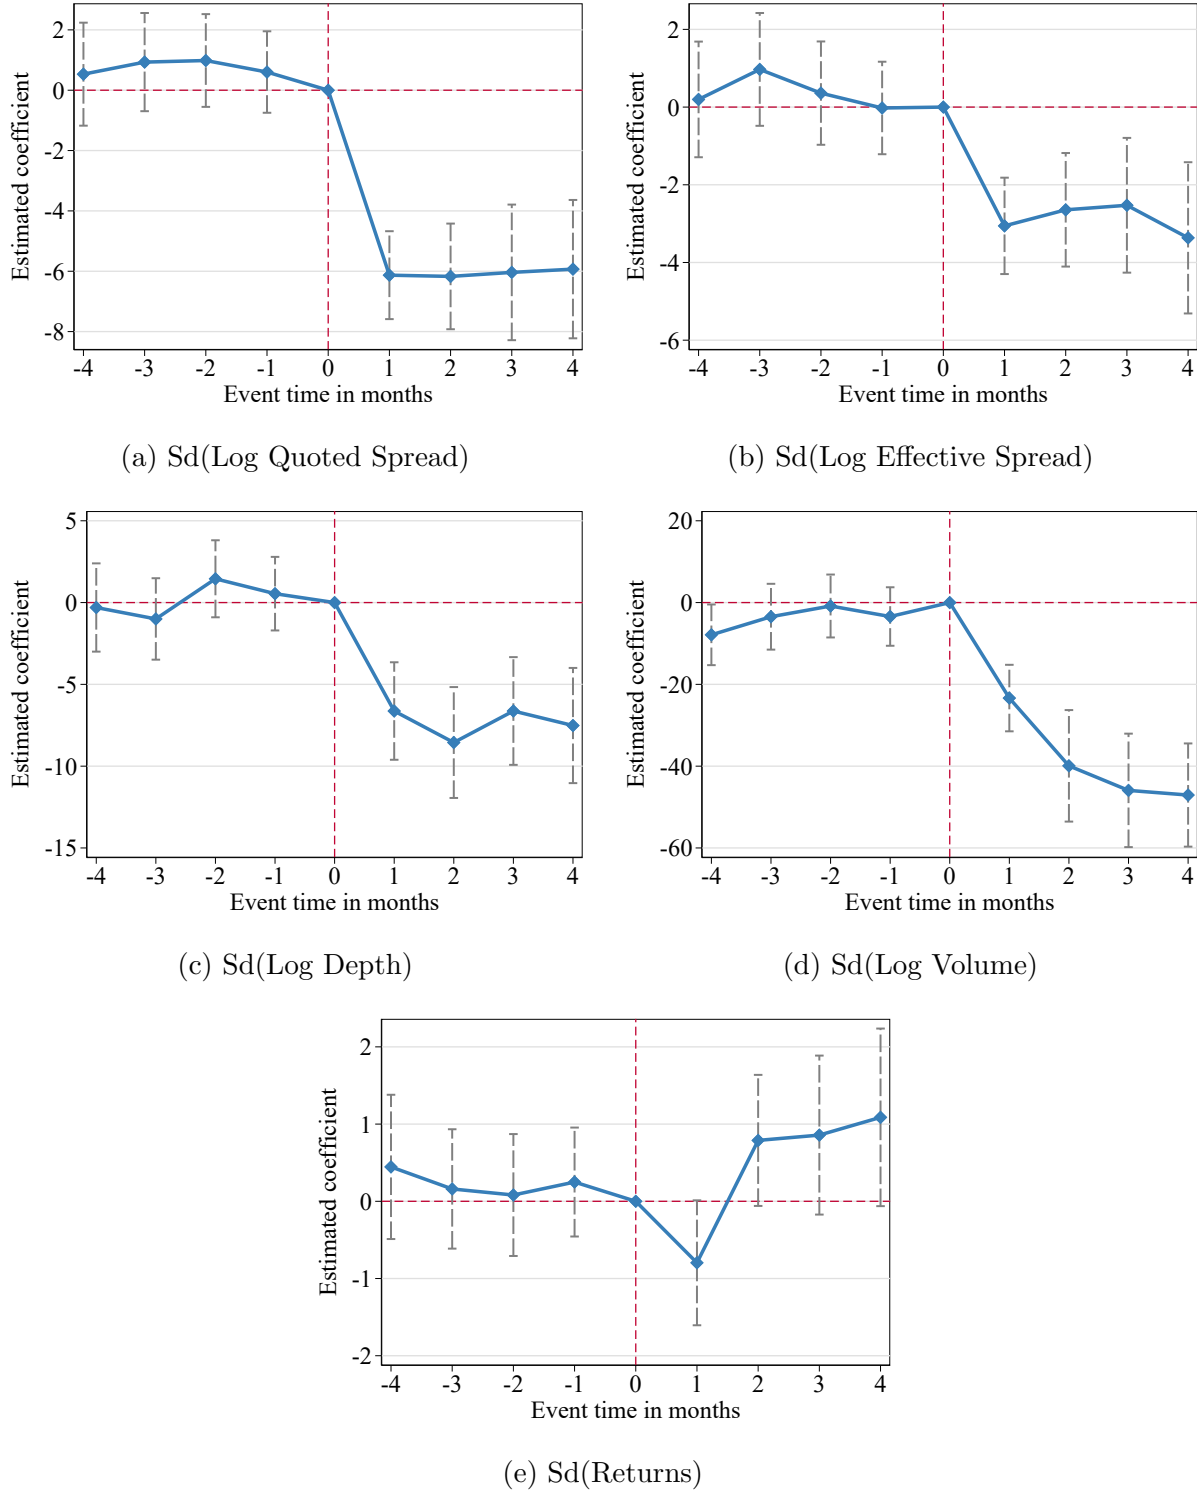 2
0
-2
-4
-6
-8
Estimated coefficient
-4 -3 -2 -1 0 1 2 3 4
Event time in months
(a) Sd(Log Quoted Spread)
2
0
-2
-4
-6
Estimated coefficient
-4 -3 -2 -1 0 1 2 3 4
Event time in months
(b) Sd(Log Effective Spread)
5
0
-5
-10
-15
Estimated coefficient
-4 -3 -2 -1 0 1 2 3 4
Event time in months
(c) Sd(Log Depth)
20
0
-20
-40
-60
Estimated coefficient
-4 -3 -2 -1 0 1 2 3 4
Event time in months
(d) Sd(Log Volume)
2
1
0
-1
-2
Estimated coefficient
-4 -3 -2 -1 0 1 2 3 4
Event time in months
(e) Sd(Returns)